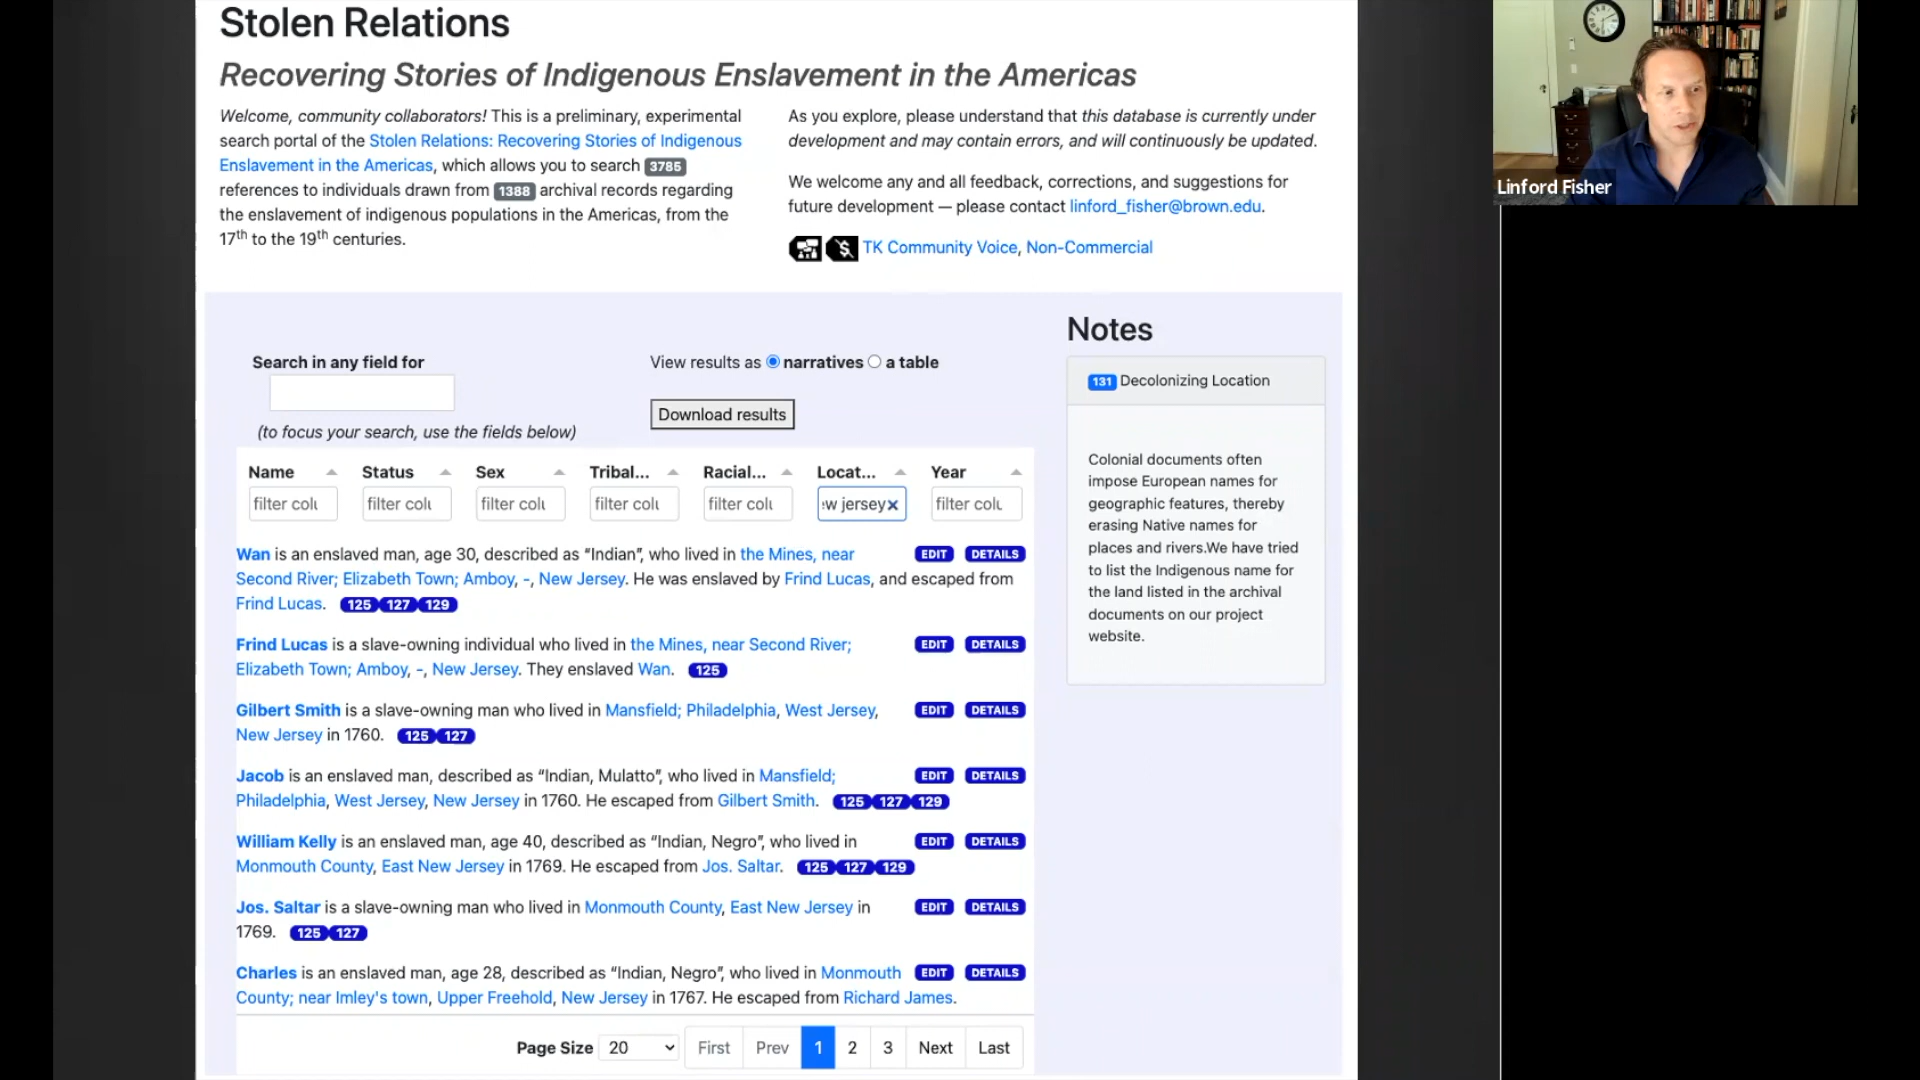 Stolen Relations
Recovering Stories of Indigenous Enslavement in the Americas
Welcome, community collaborators! This is a preliminary, experimental
search portal of the Stolen Relations: Recovering Stories of Indigenous
Enslavement in the Americas, which allows you to search 3785
references to individuals drawn from 1388 archival records regarding
the enslavement of indigenous populations in the Americas, from the
17th to the 19th centuries.
As you explore, please understand that this database is currently under
development and may contain errors, and will continuously be updated.
We welcome any and all feedback, corrections, and suggestions for
future development — please contact linford_fisher@brown.edu.
TK Community Voice, Non-Commercial
Linford Fisher
Search in any field for
(to focus your search, use the fields below)
View results as narratives a table
Download results
Name Status Sex Tribal... Racial... Locat... Year
filter colu filter colu filter colu filter colu filter colu w jersey× filter colu
Wan is an enslaved man, age 30, described as “Indian”, who lived in the Mines, near EDIT DETAILS
Second River; Elizabeth Town; Amboy, -, New Jersey. He was enslaved by Frind Lucas, and escaped from
Frind Lucas. 125 127 129
Frind Lucas is a slave-owning individual who lived in the Mines, near Second River; EDIT DETAILS
Elizabeth Town; Amboy, -, New Jersey. They enslaved Wan. 125
Gilbert Smith is a slave-owning man who lived in Mansfield; Philadelphia, West Jersey, EDIT DETAILS
New Jersey in 1760. 125 127
Jacob is an enslaved man, described as “Indian, Mulatto”, who lived in Mansfield; EDIT DETAILS
Philadelphia, West Jersey, New Jersey in 1760. He escaped from Gilbert Smith. 125 127 129
William Kelly is an enslaved man, age 40, described as “Indian, Negro”, who lived in EDIT DETAILS
Monmouth County, East New Jersey in 1769. He escaped from Jos. Saltar. 125 127 129
Jos. Saltar is a slave-owning man who lived in Monmouth County, East New Jersey in EDIT DETAILS
1769. 125 127
Charles is an enslaved man, age 28, described as “Indian, Negro”, who lived in Monmouth EDIT DETAILS
County; near Imley's town, Upper Freehold, New Jersey in 1767. He escaped from Richard James.
Page Size 20 First Prev 1 2 3 Next Last
Notes
131 Decolonizing Location
Colonial documents often
impose European names for
geographic features, thereby
erasing Native names for
places and rivers.We have tried
to list the Indigenous name for
the land listed in the archival
documents on our project
website.